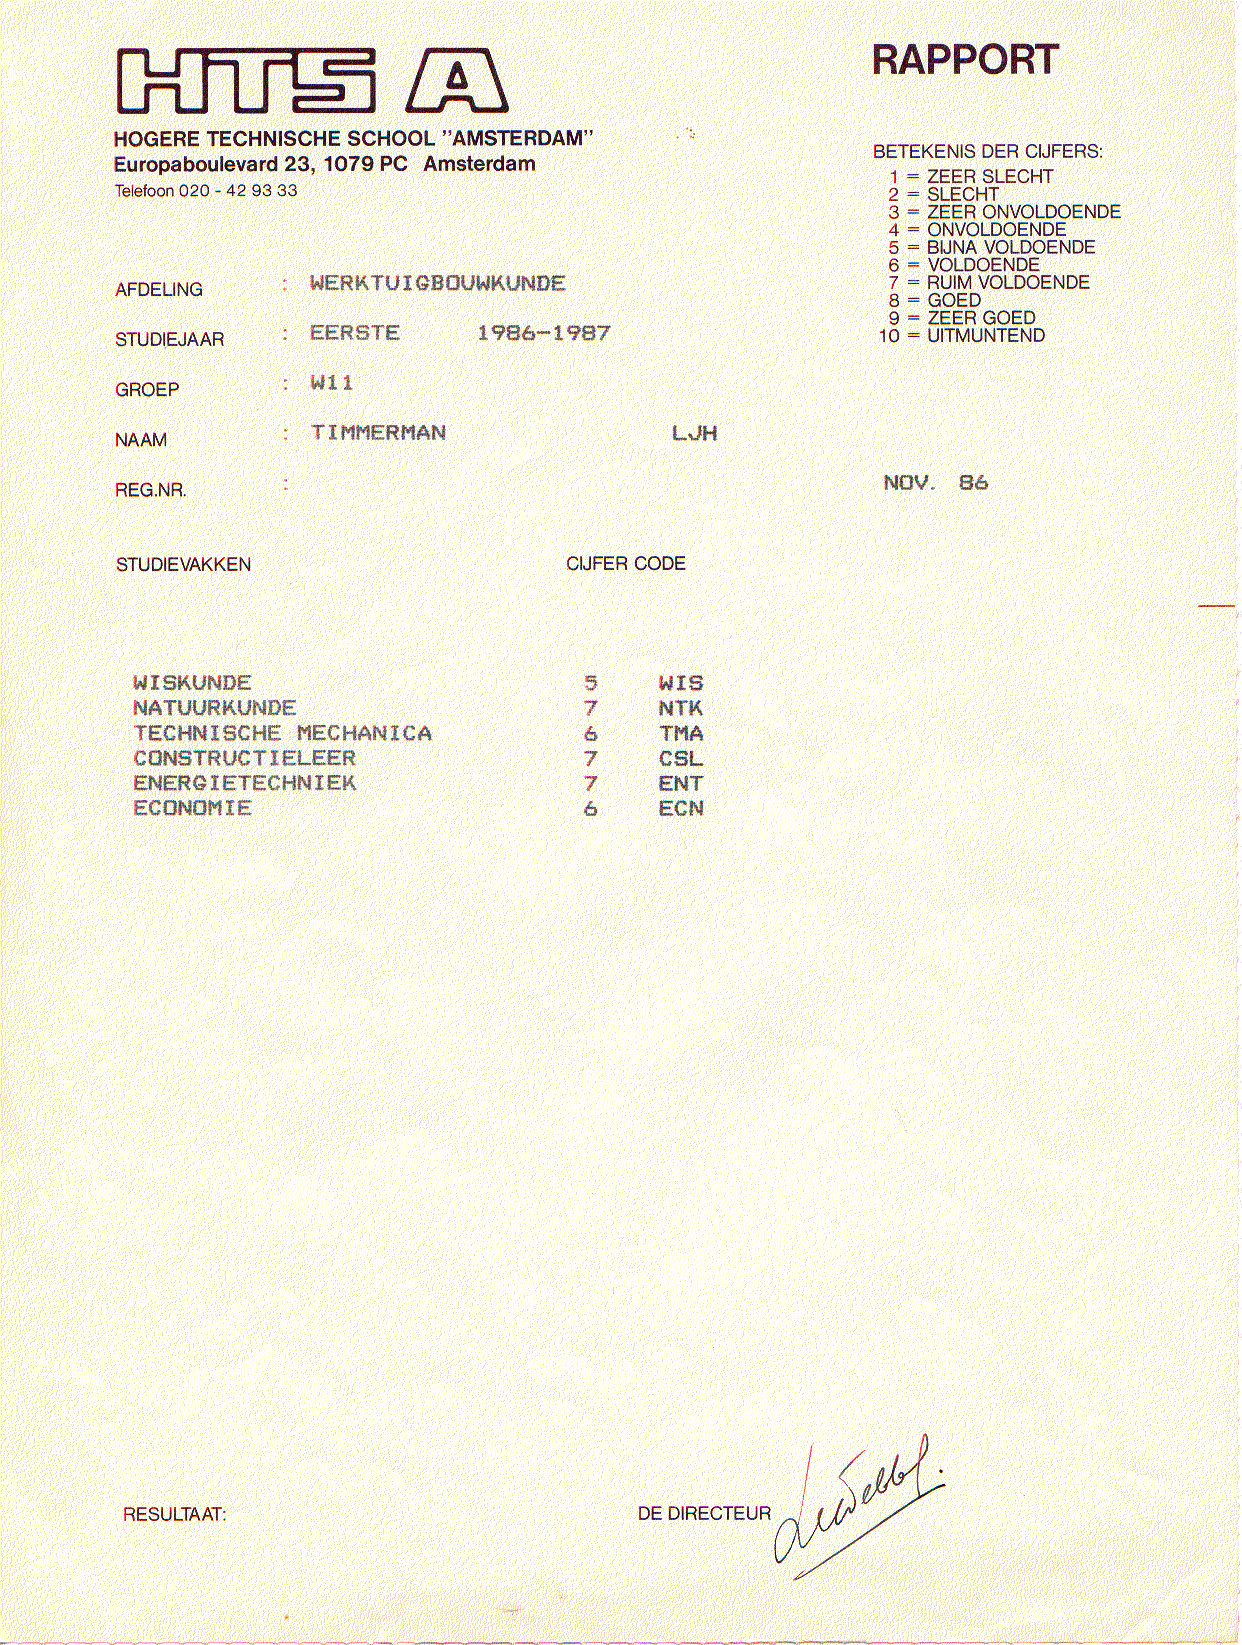 HTS A
RAPPORT
HOGERE TECHNISCHE SCHOOL "AMSTERDAM"
Europaboulevard 23, 1079 PC Amsterdam
Telefoon 020 - 42 93 33
BETEKENIS DER CIJFERS:
1 = ZEER SLECHT
2 = SLECHT
3 = ZEER ONVOLDOENDE
4 = ONVOLDOENDE
5 = BIJNA VOLDOENDE
6 = VOLDOENDE
7 = RUIM VOLDOENDE
8 = GOED
9 = ZEER GOED
10 = UITMUNTEND
AFDELING : WERKTUIGBOUWKUNDE
STUDIEJAAR : EERSTE 1986-1987
GROEP : W11
NAAM : TIMMERMAN LJH
REG.NR. : NOV. 86
STUDIEVAKKEN CIJFER CODE
WISKUNDE 5 WIS
NATUURKUNDE 7 NTK
TECHNISCHE MECHANICA 6 TMA
CONSTRUCTIELEER 7 CSL
ENERGIETECHNIEK 7 ENT
ECONOMIE 6 ECN
RESULTAAT: DE DIRECTEUR